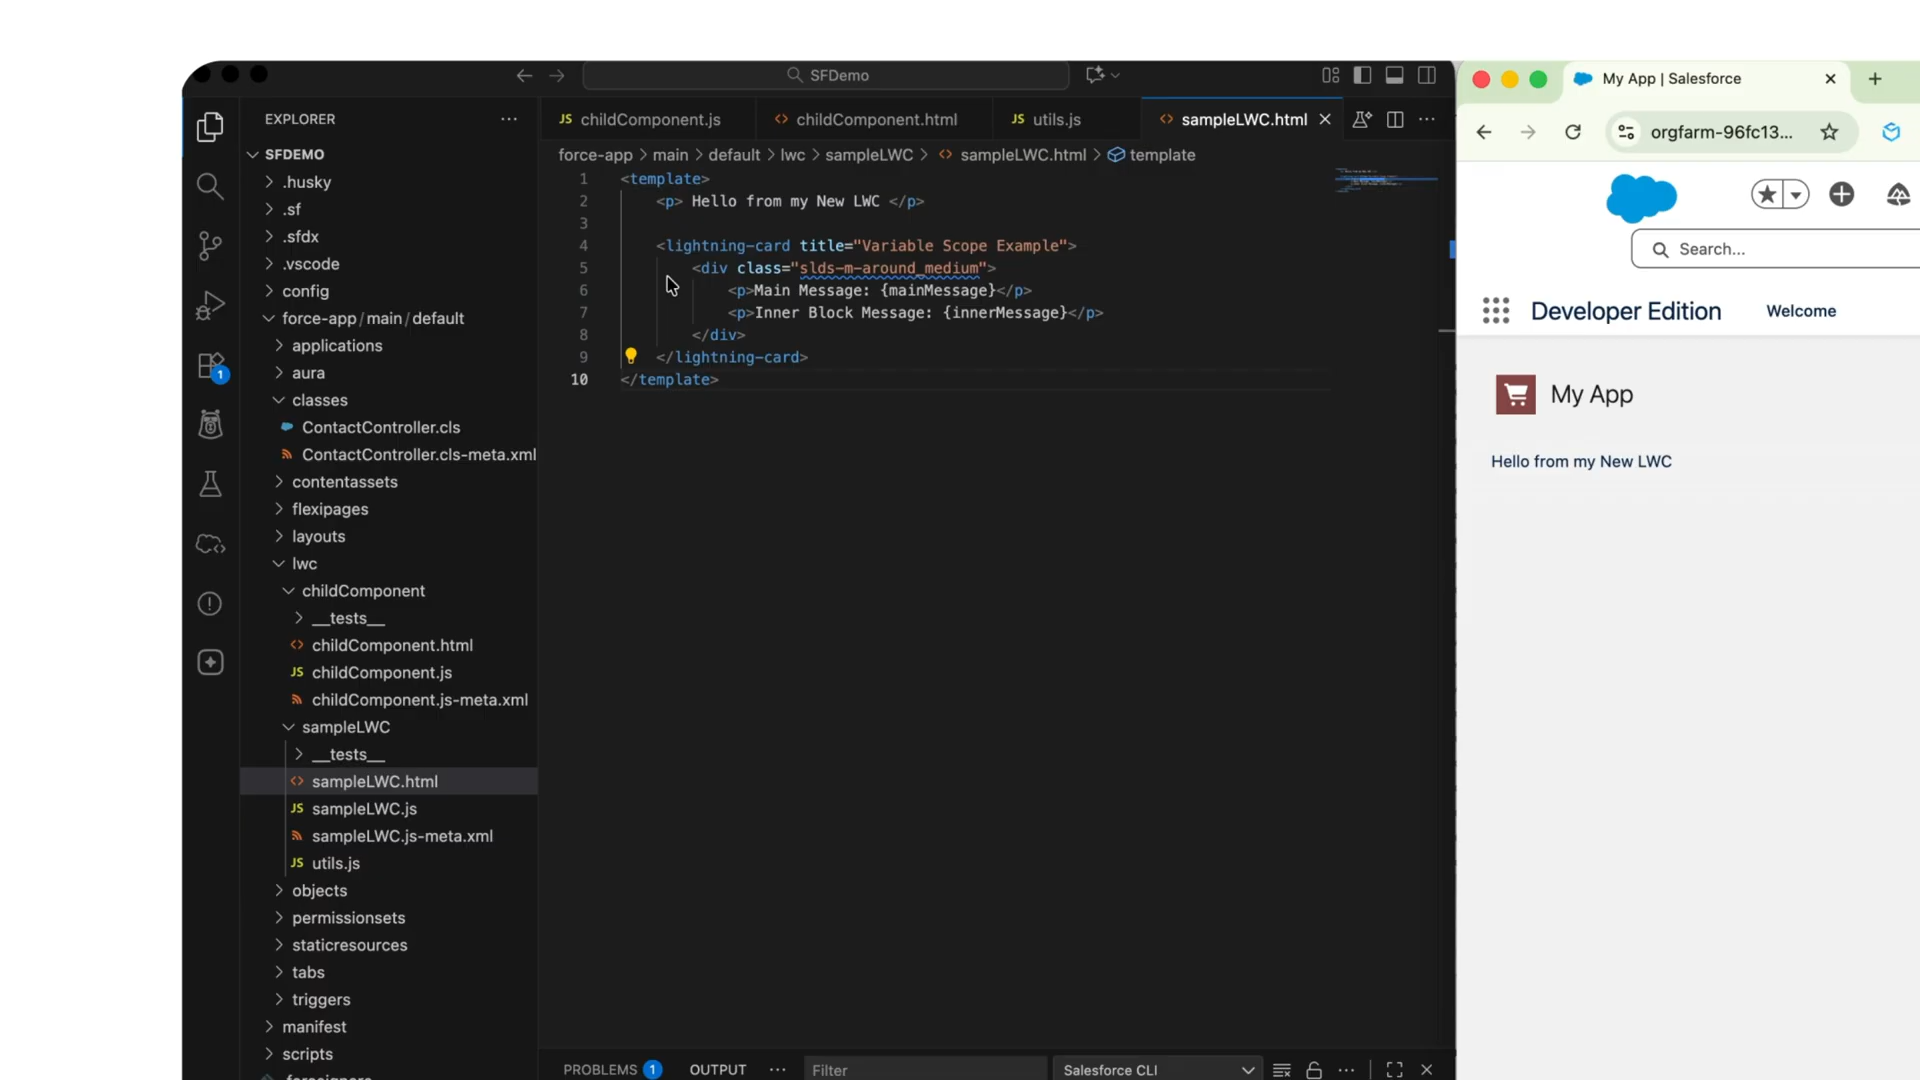 SFDemo
EXPLORER
SFDEMO
.husky
.sf
.sfdx
.vscode
config
force-app/main/default
applications
aura
classes
ContactController.cls
ContactController.cls-meta.xml
contentassets
flexipages
layouts
lwc
childComponent
__tests__
childComponent.html
JS childComponent.js
childComponent.js-meta.xml
sampleLWC
__tests__
sampleLWC.html
JS sampleLWC.js
sampleLWC.js-meta.xml
JS utils.js
objects
permissionsets
staticresources
tabs
triggers
manifest
scripts
1
JS childComponent.js
childComponent.html
JS utils.js
sampleLWC.html
force-app > main > default > lwc > sampleLWC > sampleLWC.html > template
1 <template>
2 <p> Hello from my New LWC </p>
3
4 <lightning-card title="Variable Scope Example">
5 <div class="slds-m-around_medium">
6 <p>Main Message: {mainMessage}</p>
7 <p>Inner Block Message: {innerMessage}</p>
8 </div>
9 </lightning-card>
10 </template>
PROBLEMS 1 OUTPUT ··· Filter Salesforce CLI
My App | Salesforce
orgfarm-96fc13...
Search...
Developer Edition Welcome
My App
Hello from my New LWC